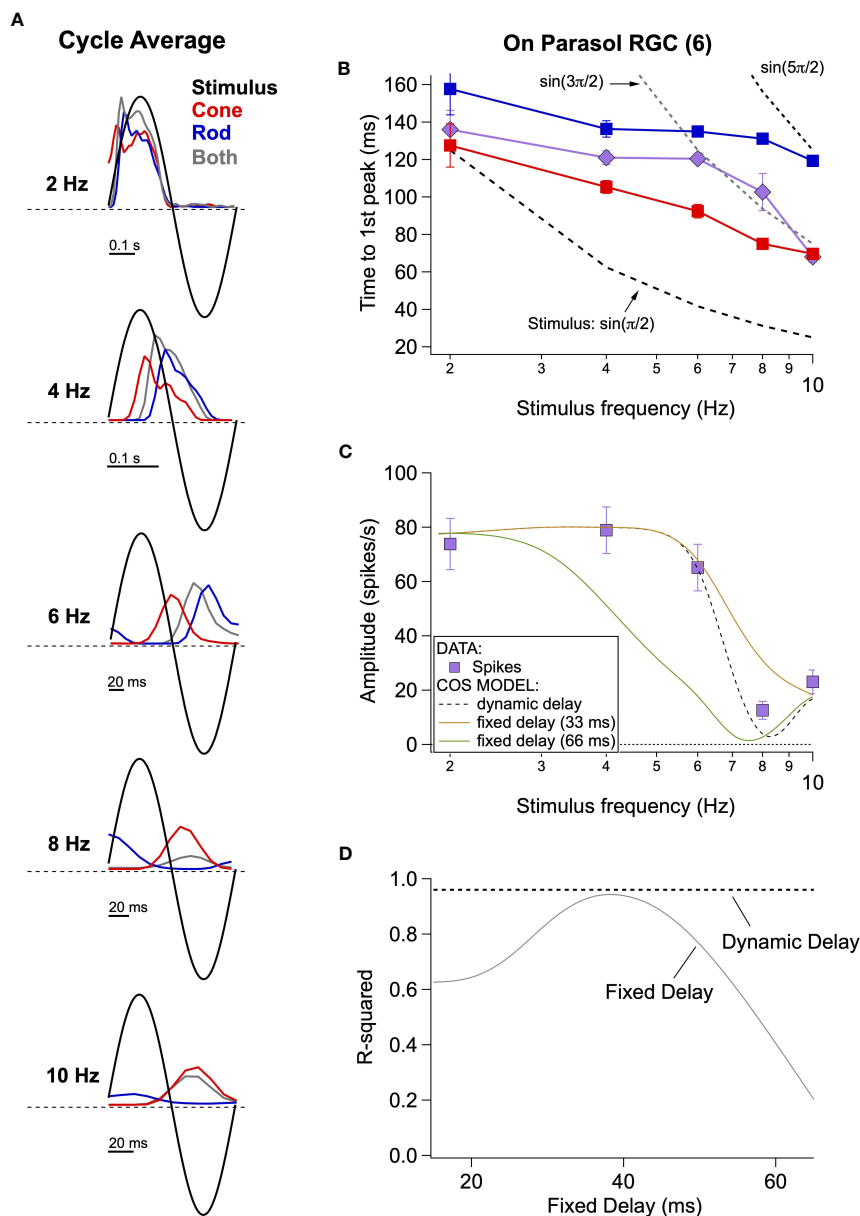 A
Cycle Average
Stimulus
Cone
Rod
Both
2 Hz
0.1 s
4 Hz
0.1 s
6 Hz
20 ms
8 Hz
20 ms
10 Hz
20 ms
On Parasol RGC (6)
B
sin(3π/2)
sin(5π/2)
Time to 1st peak (ms)
160
140
120
100
80
60
40
20
Stimulus: sin(π/2)
2 3 4 5 6 7 8 9 10
Stimulus frequency (Hz)
C
Amplitude (spikes/s)
100
80
60
40
20
0
DATA:
Spikes
COS MODEL:
dynamic delay
fixed delay (33 ms)
fixed delay (66 ms)
2 3 4 5 6 7 8 9 10
Stimulus frequency (Hz)
D
R-squared
1.0
0.8
0.6
0.4
0.2
0.0
Dynamic Delay
Fixed Delay
20 40 60
Fixed Delay (ms)